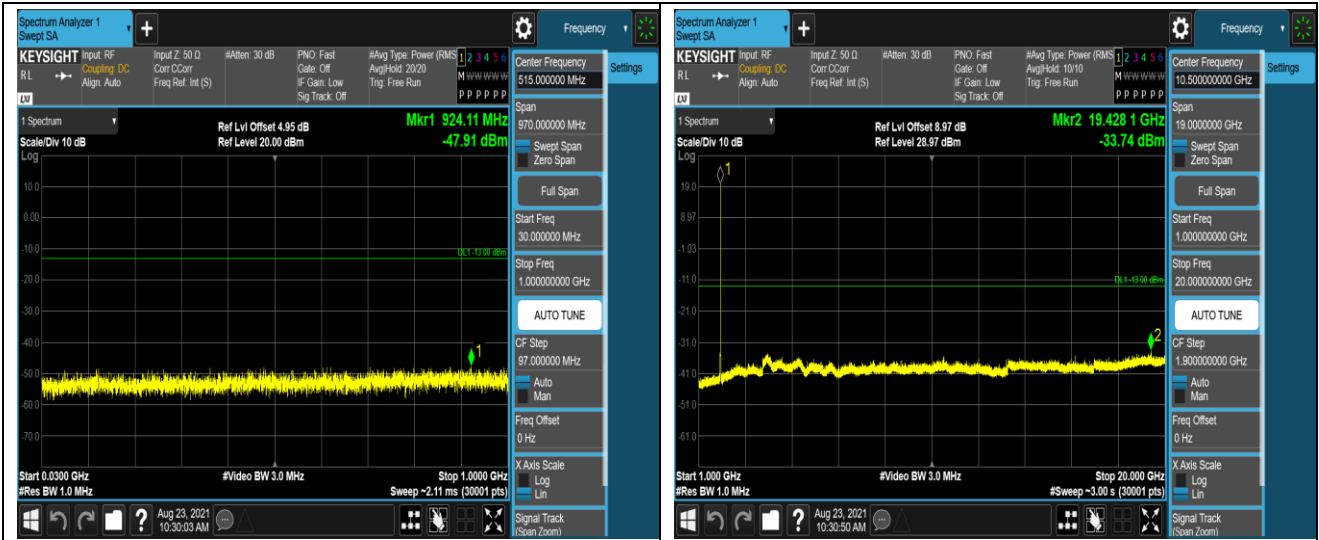 Spectrum Analyzer 1
Swept SA
+
Frequency
KEYSIGHT
Input: RF
Input Z: 50 Ω
#Atten: 30 dB
PNO: Fast
#Avg Type: Power (RMS
1 2 3 4 5 6
RL
Coupling: DC
Corr CCorr
Gate: Off
Avg|Hold: 20/20
M W W W W W
Align: Auto
Freq Ref: Int (S)
IF Gain: Low
Trig: Free Run
Sig Track: Off
P P P P P P
LXI
1 Spectrum
Ref Lvl Offset 4.95 dB
Mkr1 924.11 MHz
Scale/Div 10 dB
Ref Level 20.00 dBm
-47.91 dBm
Log
10.0
0.00
-10.0
DL1 -13.00 dBm
-20.0
-30.0
-40.0
1
-50.0
-60.0
-70.0
Start 0.0300 GHz
#Video BW 3.0 MHz
Stop 1.0000 GHz
#Res BW 1.0 MHz
Sweep ~2.11 ms (30001 pts)
Center Frequency
515.000000 MHz
Settings
Span
970.000000 MHz
Swept Span
Zero Span
Full Span
Start Freq
30.000000 MHz
Stop Freq
1.000000000 GHz
AUTO TUNE
CF Step
97.000000 MHz
Auto
Man
Freq Offset
0 Hz
X Axis Scale
Log
Lin
Signal Track
(Span Zoom)
?
Aug 23, 2021
10:30:03 AM
Spectrum Analyzer 1
Swept SA
+
Frequency
KEYSIGHT
Input: RF
Input Z: 50 Ω
#Atten: 30 dB
PNO: Fast
#Avg Type: Power (RMS
1 2 3 4 5 6
RL
Coupling: DC
Corr CCorr
Gate: Off
Avg|Hold: 10/10
M W W W W W
Align: Auto
Freq Ref: Int (S)
IF Gain: Low
Trig: Free Run
Sig Track: Off
P P P P P P
LXI
1 Spectrum
Ref Lvl Offset 8.97 dB
Mkr2 19.428 1 GHz
Scale/Div 10 dB
Ref Level 28.97 dBm
-33.74 dBm
Log
1
19.0
8.97
-1.03
-11.0
DL1 -13.00 dBm
-21.0
-31.0
2
-41.0
-51.0
-61.0
Start 1.000 GHz
#Video BW 3.0 MHz
Stop 20.000 GHz
#Res BW 1.0 MHz
#Sweep ~3.00 s (30001 pts)
Center Frequency
10.500000000 GHz
Settings
Span
19.0000000 GHz
Swept Span
Zero Span
Full Span
Start Freq
1.000000000 GHz
Stop Freq
20.000000000 GHz
AUTO TUNE
CF Step
1.900000000 GHz
Auto
Man
Freq Offset
0 Hz
X Axis Scale
Log
Lin
Signal Track
(Span Zoom)
?
Aug 23, 2021
10:30:50 AM